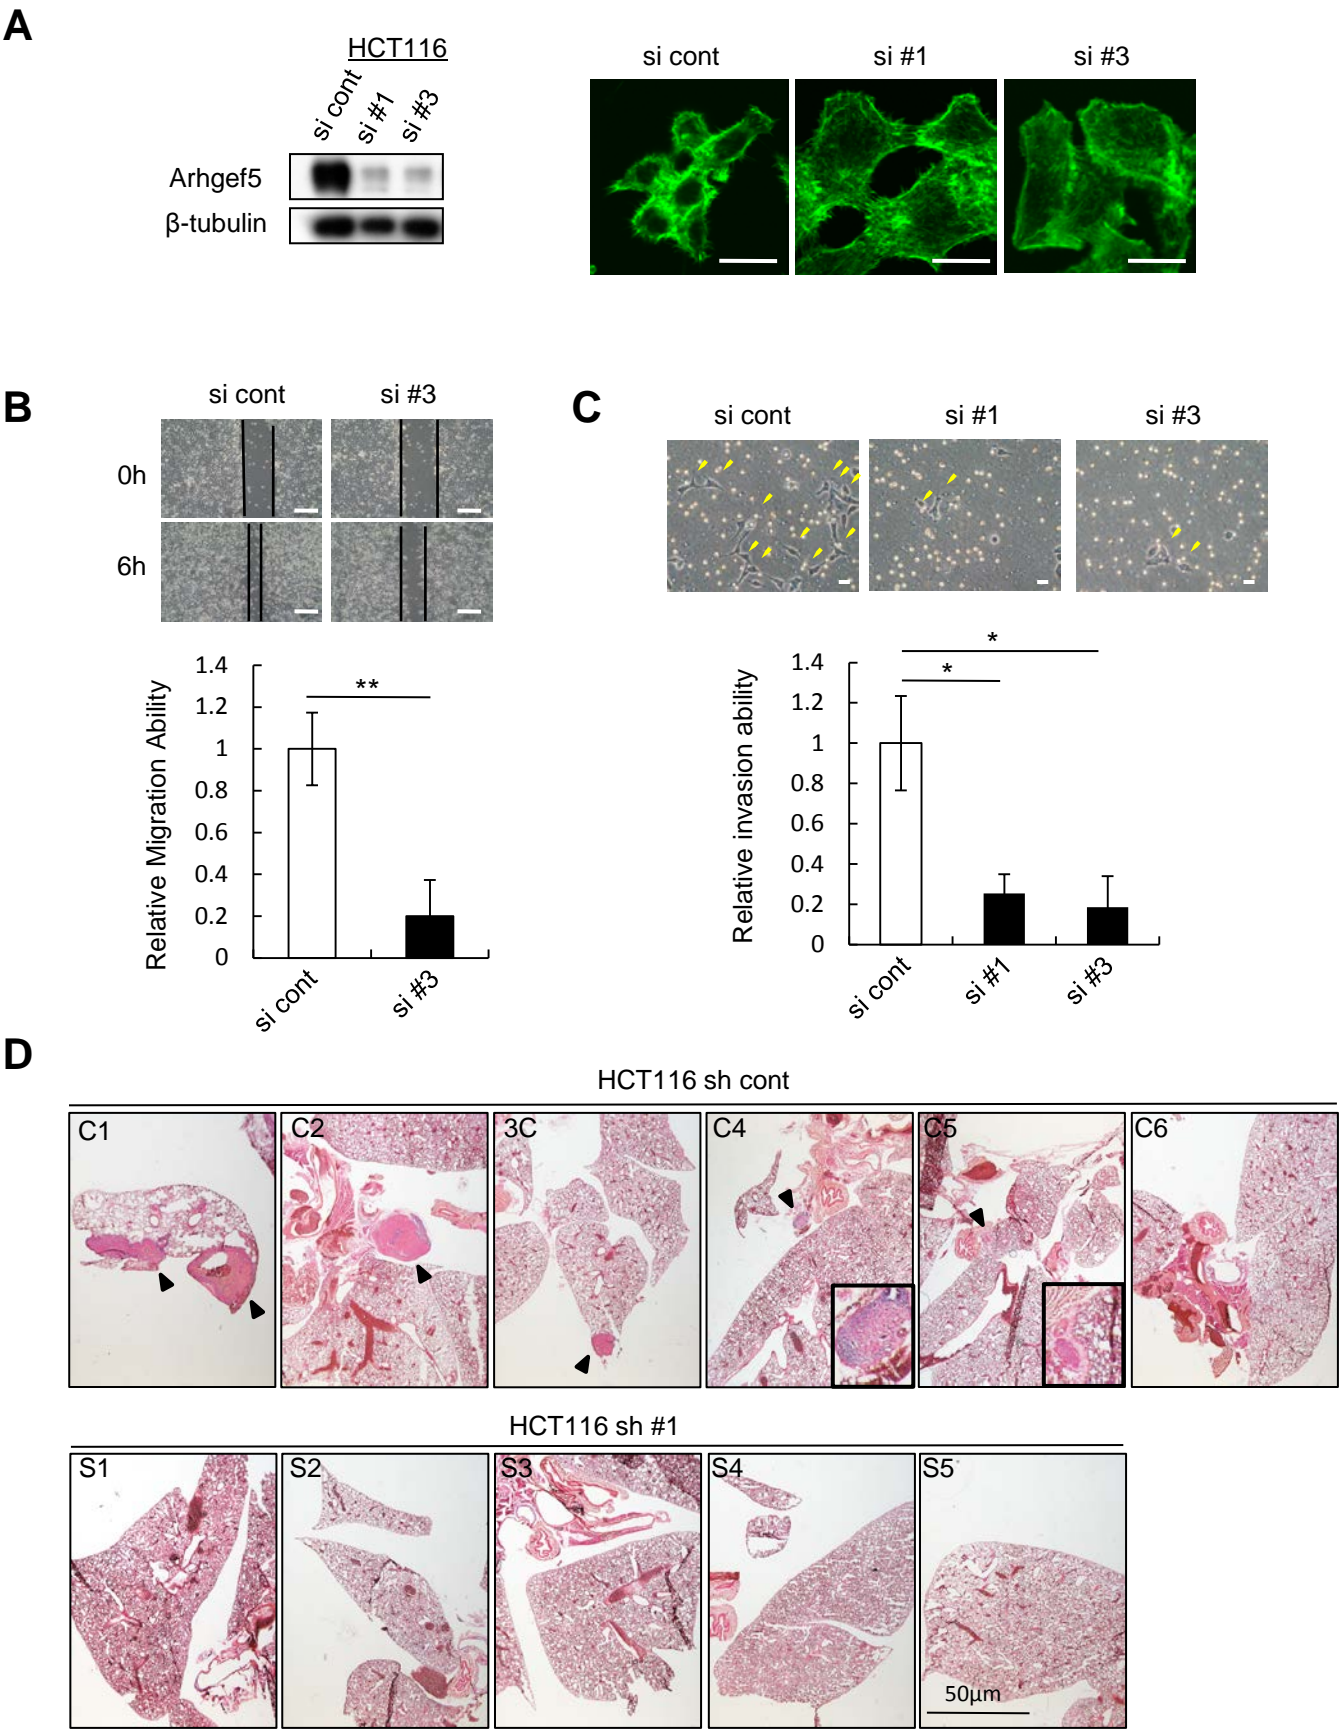 A
HCT116
si cont
si #1
si #3
Arhgef5
β-tubulin
si cont
si #1
si #3
B
si cont
si #3
0h
6h
Relative Migration Ability
1.4
1.2
1
0.8
0.6
0.4
0.2
0
**
si cont
si #3
C
si cont
si #1
si #3
Relative invasion ability
1.4
1.2
1
0.8
0.6
0.4
0.2
0
*
*
si cont
si #1
si #3
D
HCT116 sh cont
C1
C2
3C
C4
C5
C6
HCT116 sh #1
S1
S2
S3
S4
S5
50μm